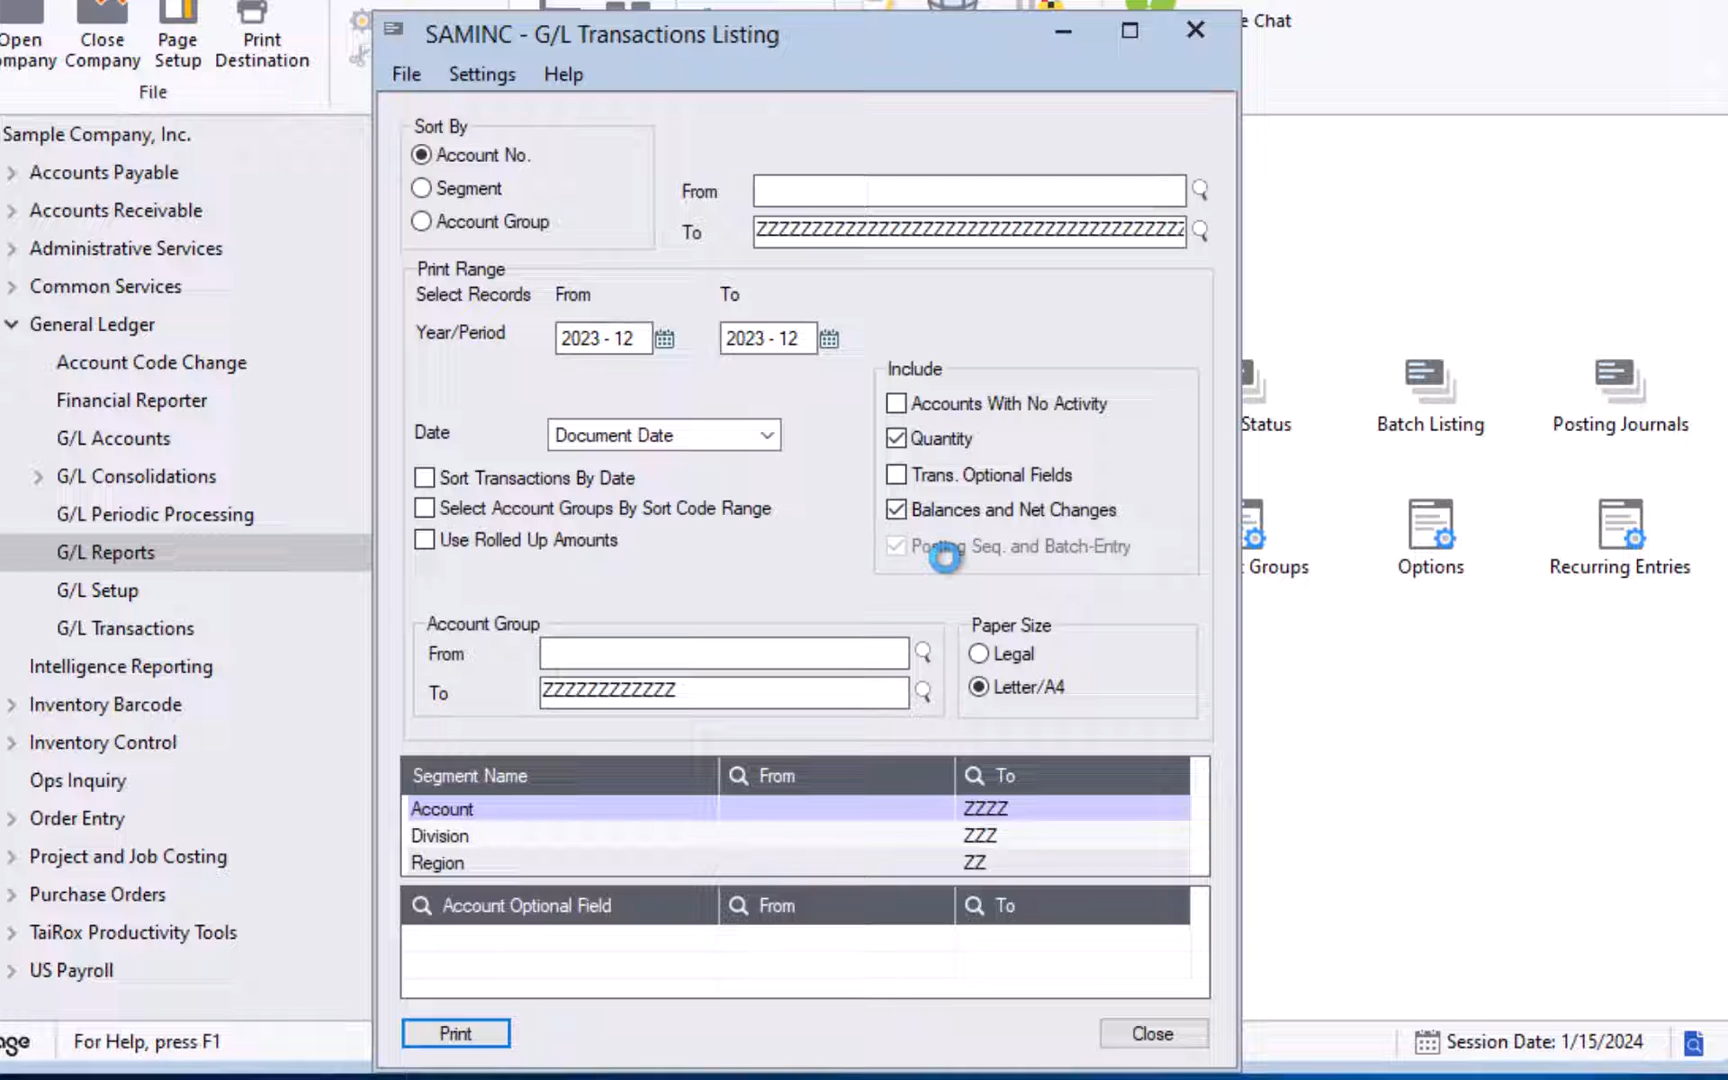 Open
Close
Page
Print
Company
Setup
Destination
File
e Chat
SAMINC - G/L Transactions Listing
File Settings Help
Sample Company, Inc.
Accounts Payable
Accounts Receivable
Administrative Services
Common Services
General Ledger
Account Code Change
Financial Reporter
G/L Accounts
G/L Consolidations
G/L Periodic Processing
G/L Reports
G/L Setup
G/L Transactions
Intelligence Reporting
Inventory Barcode
Inventory Control
Ops Inquiry
Order Entry
Project and Job Costing
Purchase Orders
TaiRox Productivity Tools
US Payroll
Sort By
Account No.
Segment
Account Group
From
To ZZZZZZZZZZZZZZZZZZZZZZZZZZZZZZZZZZZZZZZ
Print Range
Select Records From To
Year/Period 2023 - 12 2023 - 12
Date Document Date
Sort Transactions By Date
Select Account Groups By Sort Code Range
Use Rolled Up Amounts
Include
Accounts With No Activity
Quantity
Trans. Optional Fields
Balances and Net Changes
Posting Seq. and Batch-Entry
Account Group
From
To ZZZZZZZZZZZZ
Paper Size
Legal
Letter/A4
Segment Name From To
Account ZZZZ
Division ZZZ
Region ZZ
Account Optional Field From To
Print Close
Status
Batch Listing
Posting Journals
Groups
Options
Recurring Entries
age
For Help, press F1
Session Date: 1/15/2024